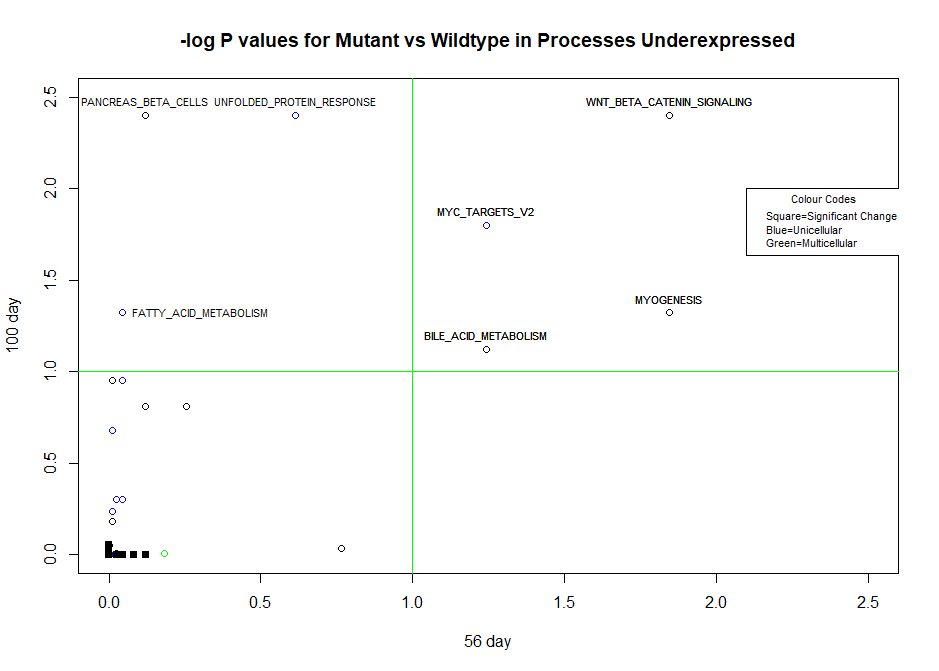 -log P values for Mutant vs Wildtype in Processes Underexpressed
2.5
PANCREAS_BETA_CELLS UNFOLDED_PROTEIN_RESPONSE
WNT_BETA_CATENIN_SIGNALING
2.0
Colour Codes
Square=Significant Change
Blue=Unicellular
Green=Multicellular
MYC_TARGETS_V2
1.5
MYOGENESIS
FATTY_ACID_METABOLISM
BILE_ACID_METABOLISM
100 day
1.0
0.5
0.0
0.0 0.5 1.0 1.5 2.0 2.5
56 day